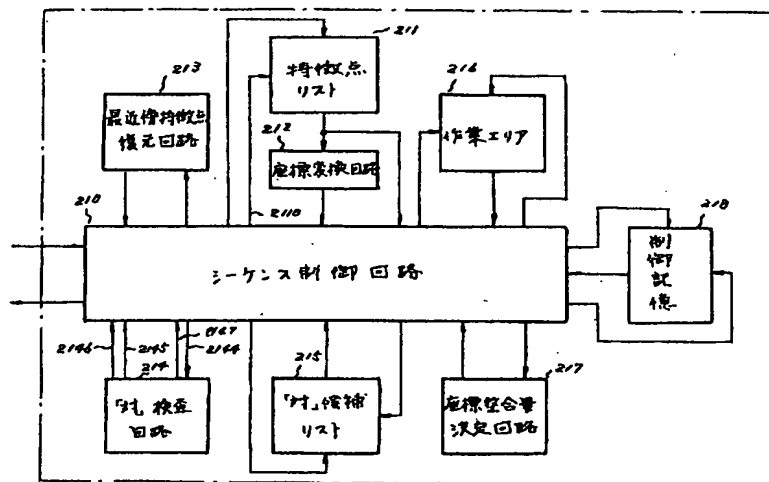 211
特徴点
リスト
213
最近傍特徴点
復元回路
216
作業エリア
212
座標変換回路
210
2110
218
シーケンス制御回路
制御記憶
2146
2145
2147
2144
214
「対」検査
回路
215
「対」候補
リスト
217
座標整合量
決定回路